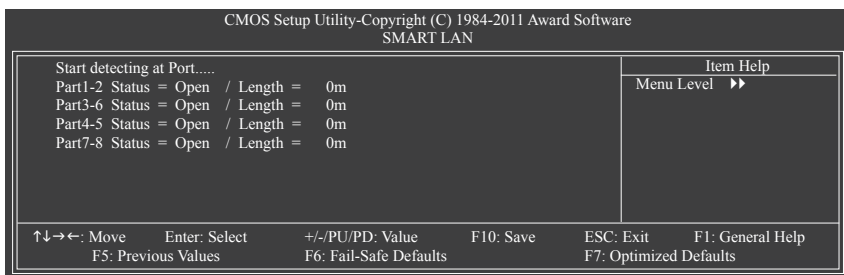 CMOS Setup Utility-Copyright (C) 1984-2011 Award Software
SMART LAN
Start detecting at Port.....
Part1-2 Status = Open / Length = 0m
Part3-6 Status = Open / Length = 0m
Part4-5 Status = Open / Length = 0m
Part7-8 Status = Open / Length = 0m
Item Help
Menu Level ▶▶
↑↓→←: Move Enter: Select +/-/PU/PD: Value F10: Save ESC: Exit F1: General Help
F5: Previous Values F6: Fail-Safe Defaults F7: Optimized Defaults